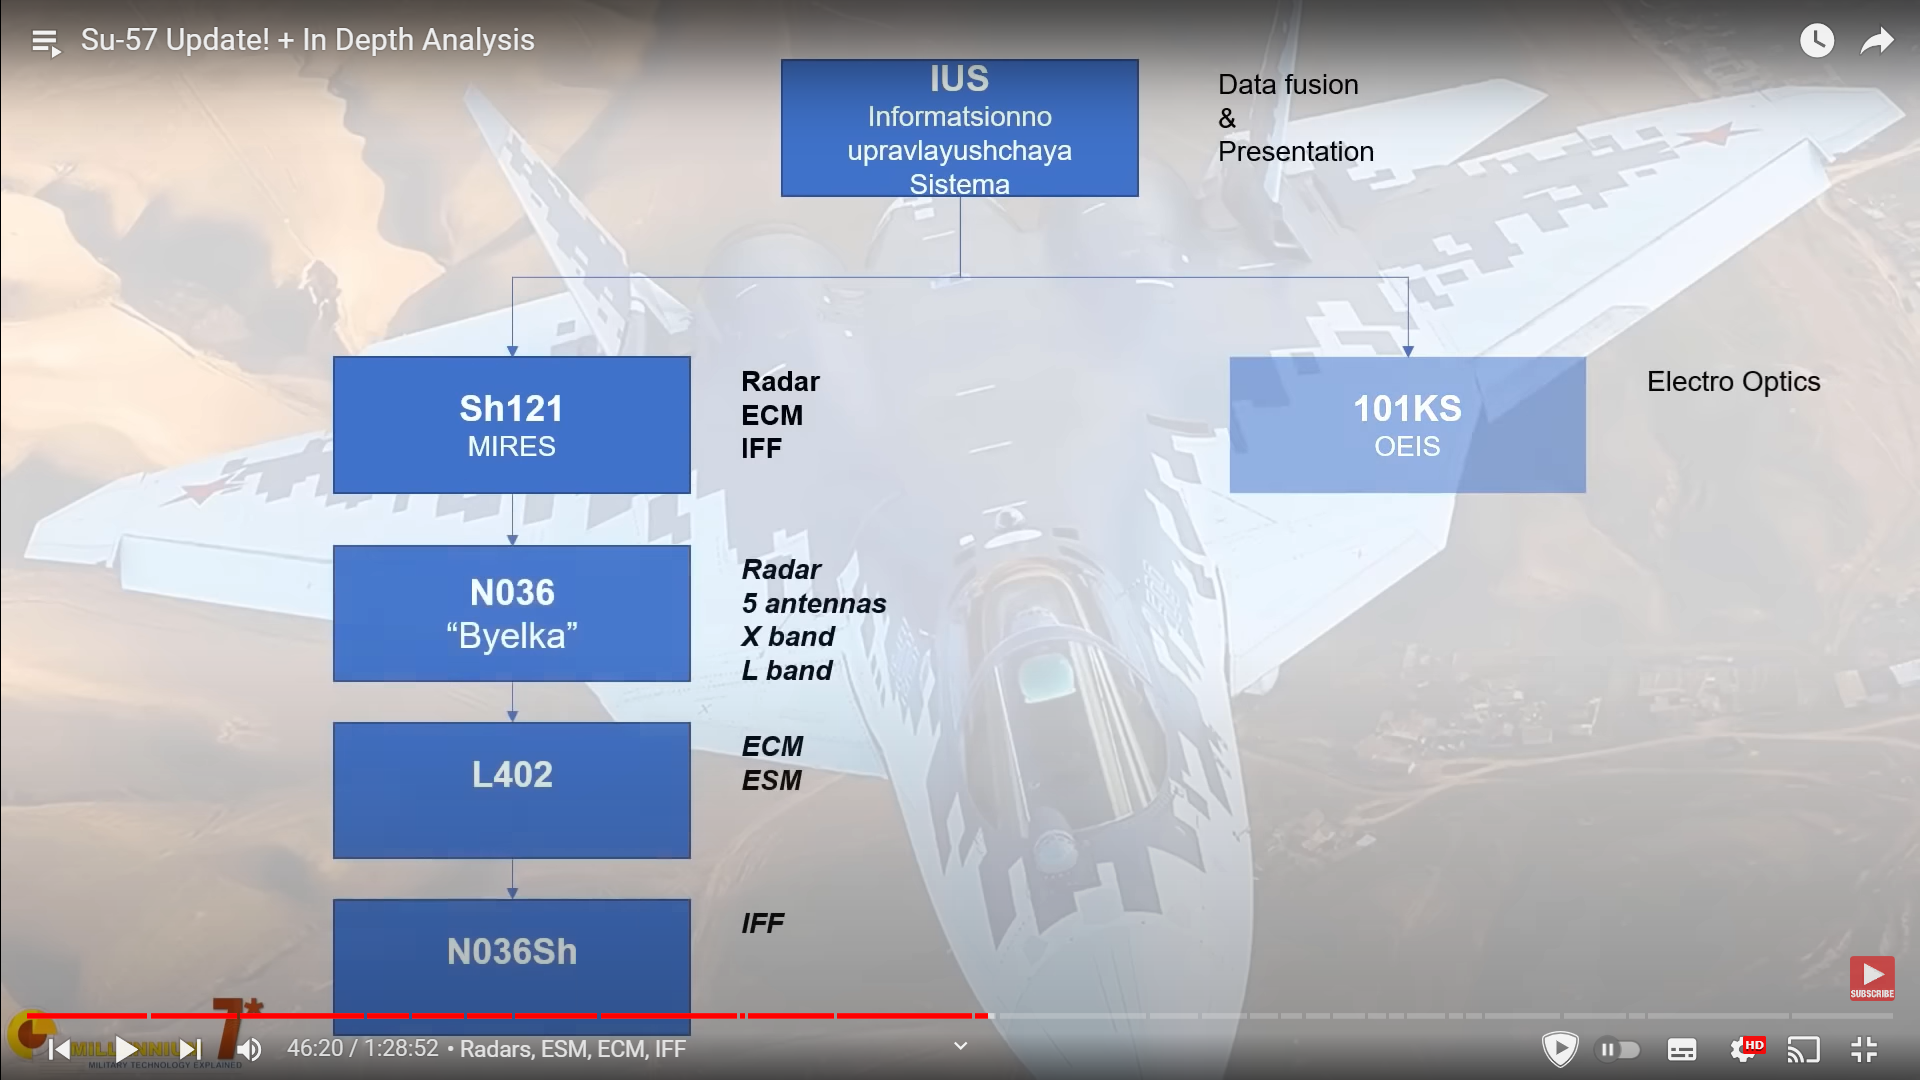 Su-57 Update! + In Depth Analysis
IUS
Informatsionno
upravlayushchaya
Sistema
Data fusion
&
Presentation
Sh121
MIRES
Radar
ECM
IFF
101KS
OEIS
Electro Optics
N036
“Byelka”
Radar
5 antennas
X band
L band
L402
ECM
ESM
N036Sh
IFF
SUBSCRIBE
7*
MILLENNIUM
MILITARY TECHNOLOGY EXPLAINED
46:20 / 1:28:52 • Radars, ESM, ECM, IFF
HD